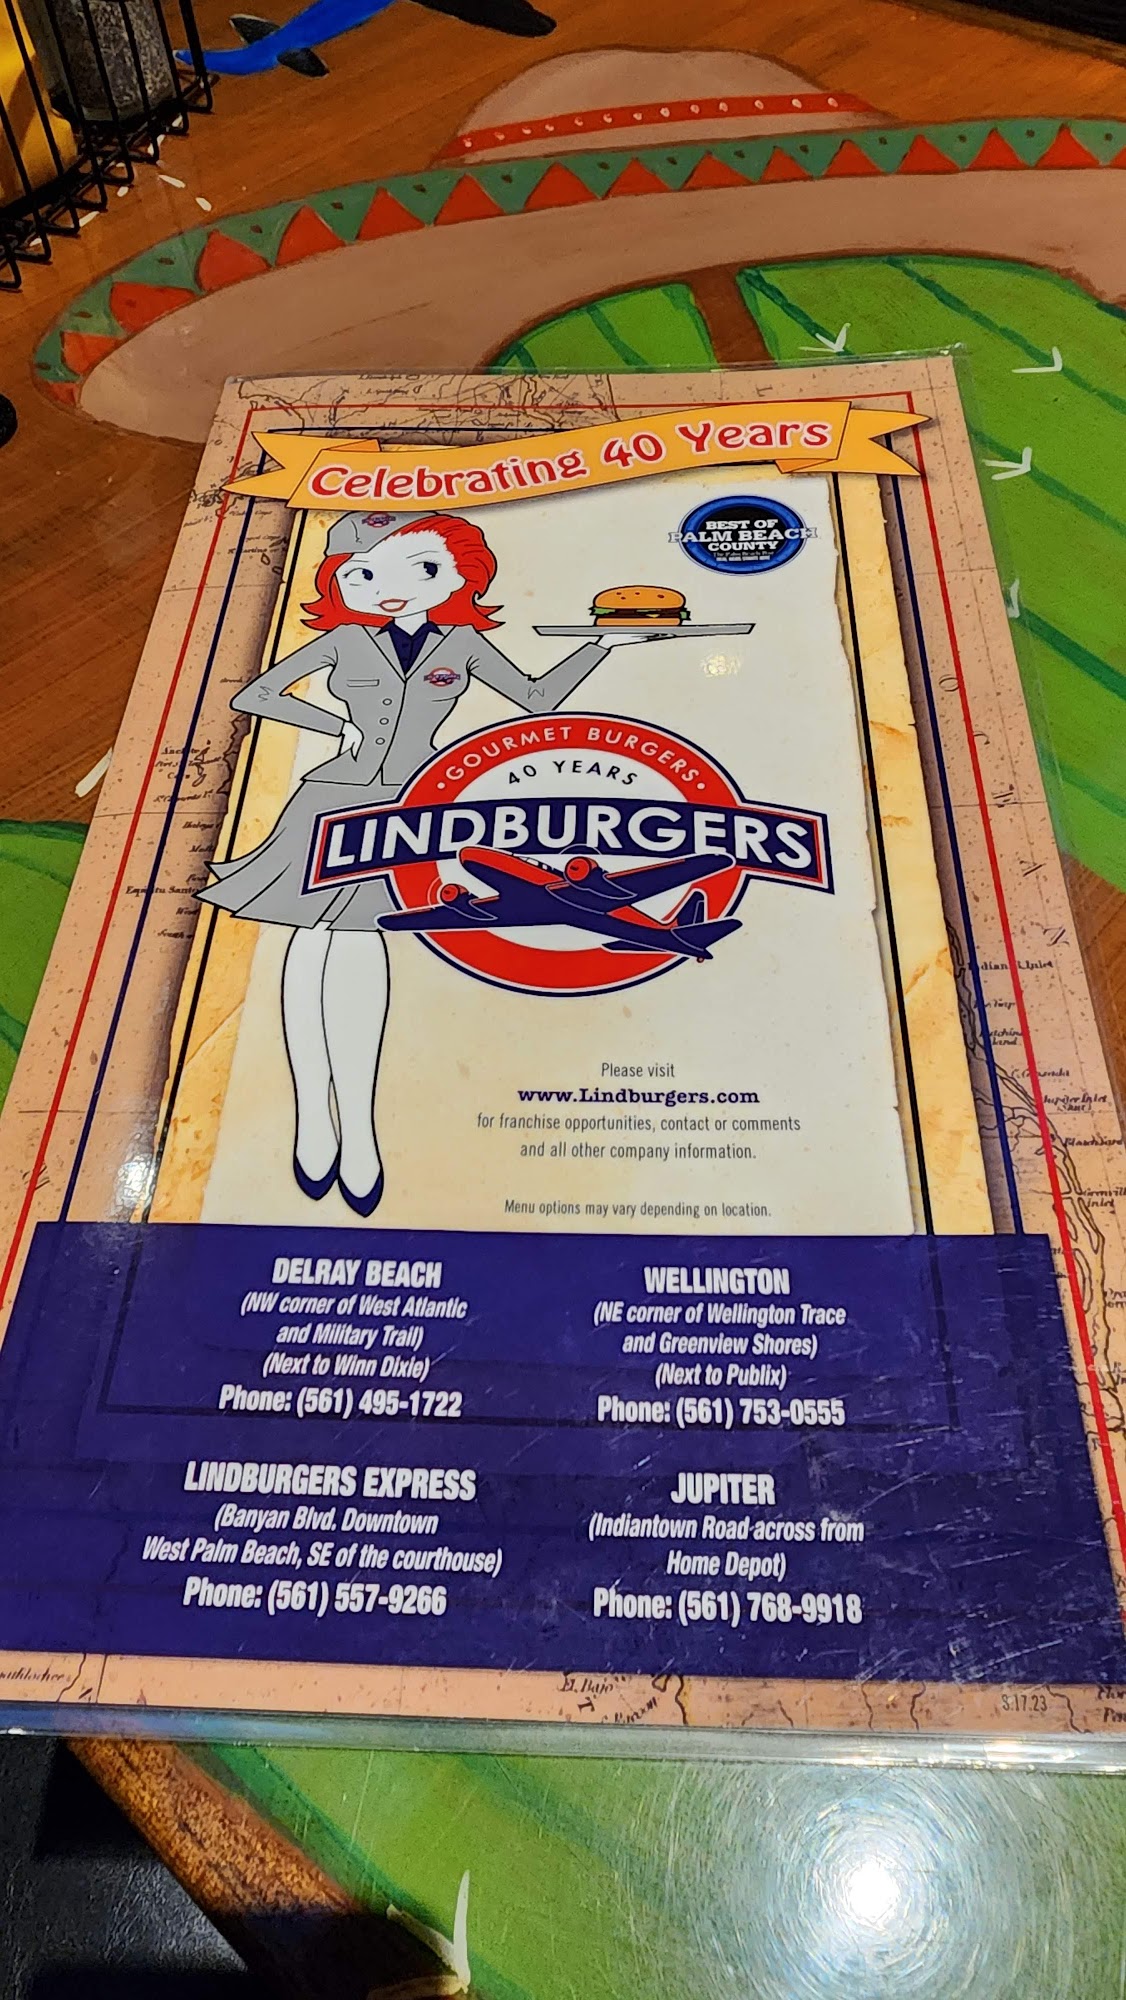 Celebrating 40 Years
BEST OF
PALM BEACH
COUNTY
GOURMET BURGERS
40 YEARS
LINDBURGERS
Please visit
www.Lindburgers.com
for franchise opportunities, contact or comments
and all other company information.
Menu options may vary depending on location.
DELRAY BEACH
(NW corner of West Atlantic
and Military Trail)
(Next to Winn Dixie)
Phone: (561) 495-1722
WELLINGTON
(NE corner of Wellington Trace
and Greenview Shores)
(Next to Publix)
Phone: (561) 753-0555
LINDBURGERS EXPRESS
(Banyan Blvd. Downtown
West Palm Beach, SE of the courthouse)
Phone: (561) 557-9266
JUPITER
(Indiantown Road across from
Home Depot)
Phone: (561) 768-9918
El Bajo
3.17.23